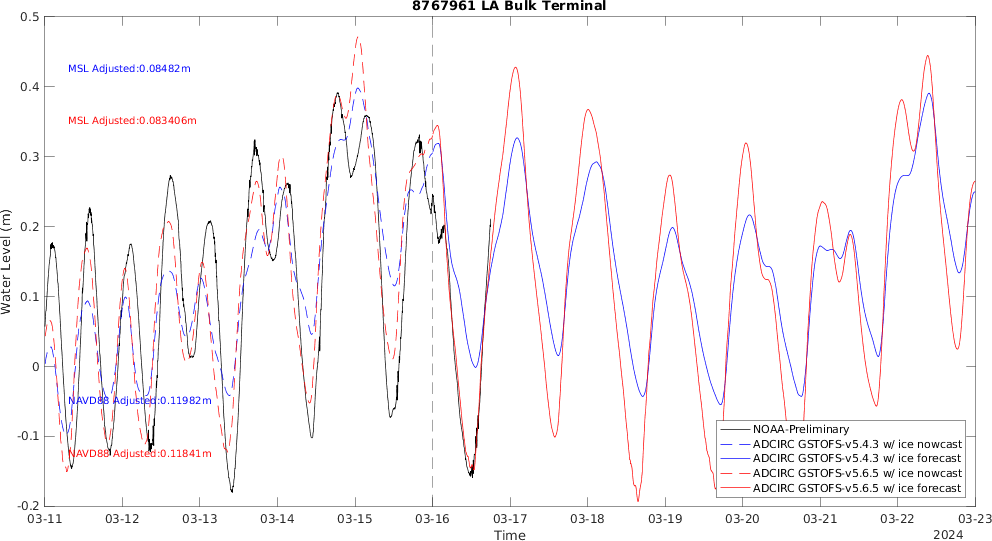 8767961 LA Bulk Terminal
0.5
0.4
0.3
0.2
0.1
0
-0.1
-0.2
Water Level (m)
MSL Adjusted:0.08482m
MSL Adjusted:0.083406m
NAVD88 Adjusted:0.11982m
NAVD88 Adjusted:0.11841m
NOAA-Preliminary
ADCIRC GSTOFS-v5.4.3 w/ ice nowcast
ADCIRC GSTOFS-v5.4.3 w/ ice forecast
ADCIRC GSTOFS-v5.6.5 w/ ice nowcast
ADCIRC GSTOFS-v5.6.5 w/ ice forecast
03-11 03-12 03-13 03-14 03-15 03-16 03-17 03-18 03-19 03-20 03-21 03-22 03-23
Time
2024